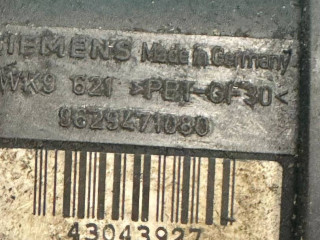 SIEMENS Made in Germany
WK9 621 >PBT-GF30<
9629471080
43043927